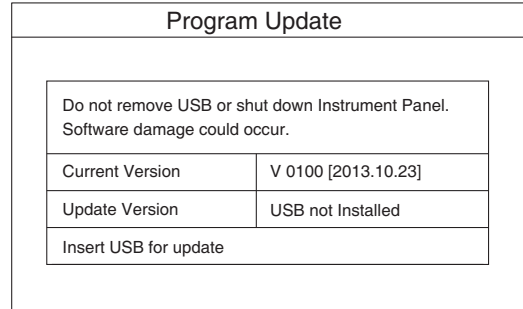 Program Update
Do not remove USB or shut down Instrument Panel.
Software damage could occur.
Current Version V 0100 [2013.10.23]
Update Version USB not Installed
Insert USB for update